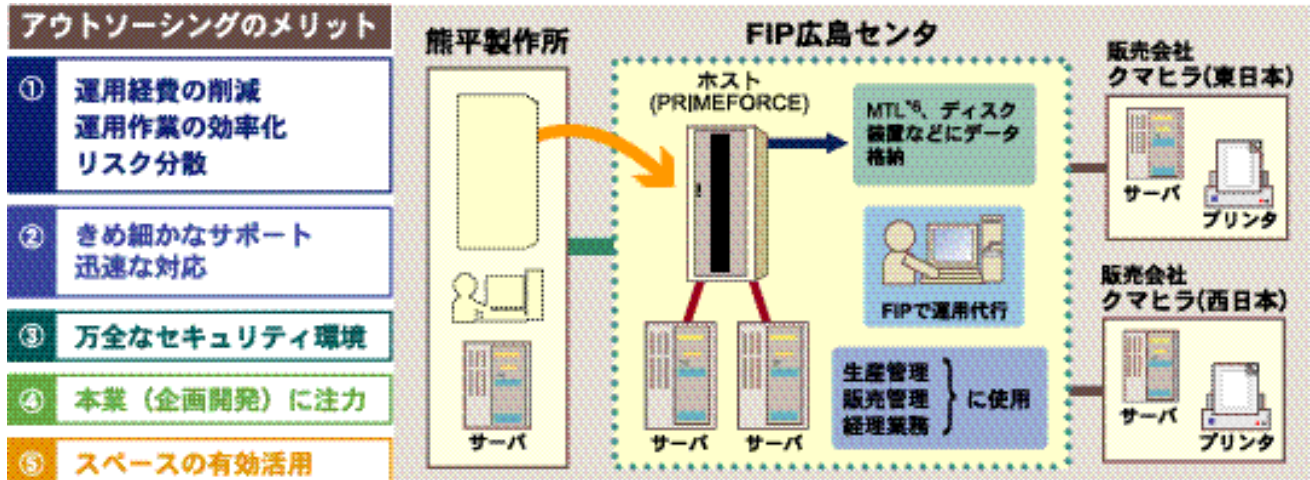 アウトソーシングのメリット
① 運用経費の削減
運用作業の効率化
リスク分散
② きめ細かなサポート
迅速な対応
③ 万全なセキュリティ環境
④ 本業（企画開発）に注力
⑤ スペースの有効活用
熊平製作所
サーバ
FIP広島センタ
ホスト
(PRIMEFORCE)
MTL*6、ディスク
装置などにデータ
格納
FIPで運用代行
サーバ
サーバ
生産管理
販売管理
経理業務
に使用
販売会社
クマヒラ(東日本)
サーバ
プリンタ
販売会社
クマヒラ(西日本)
サーバ
プリンタ